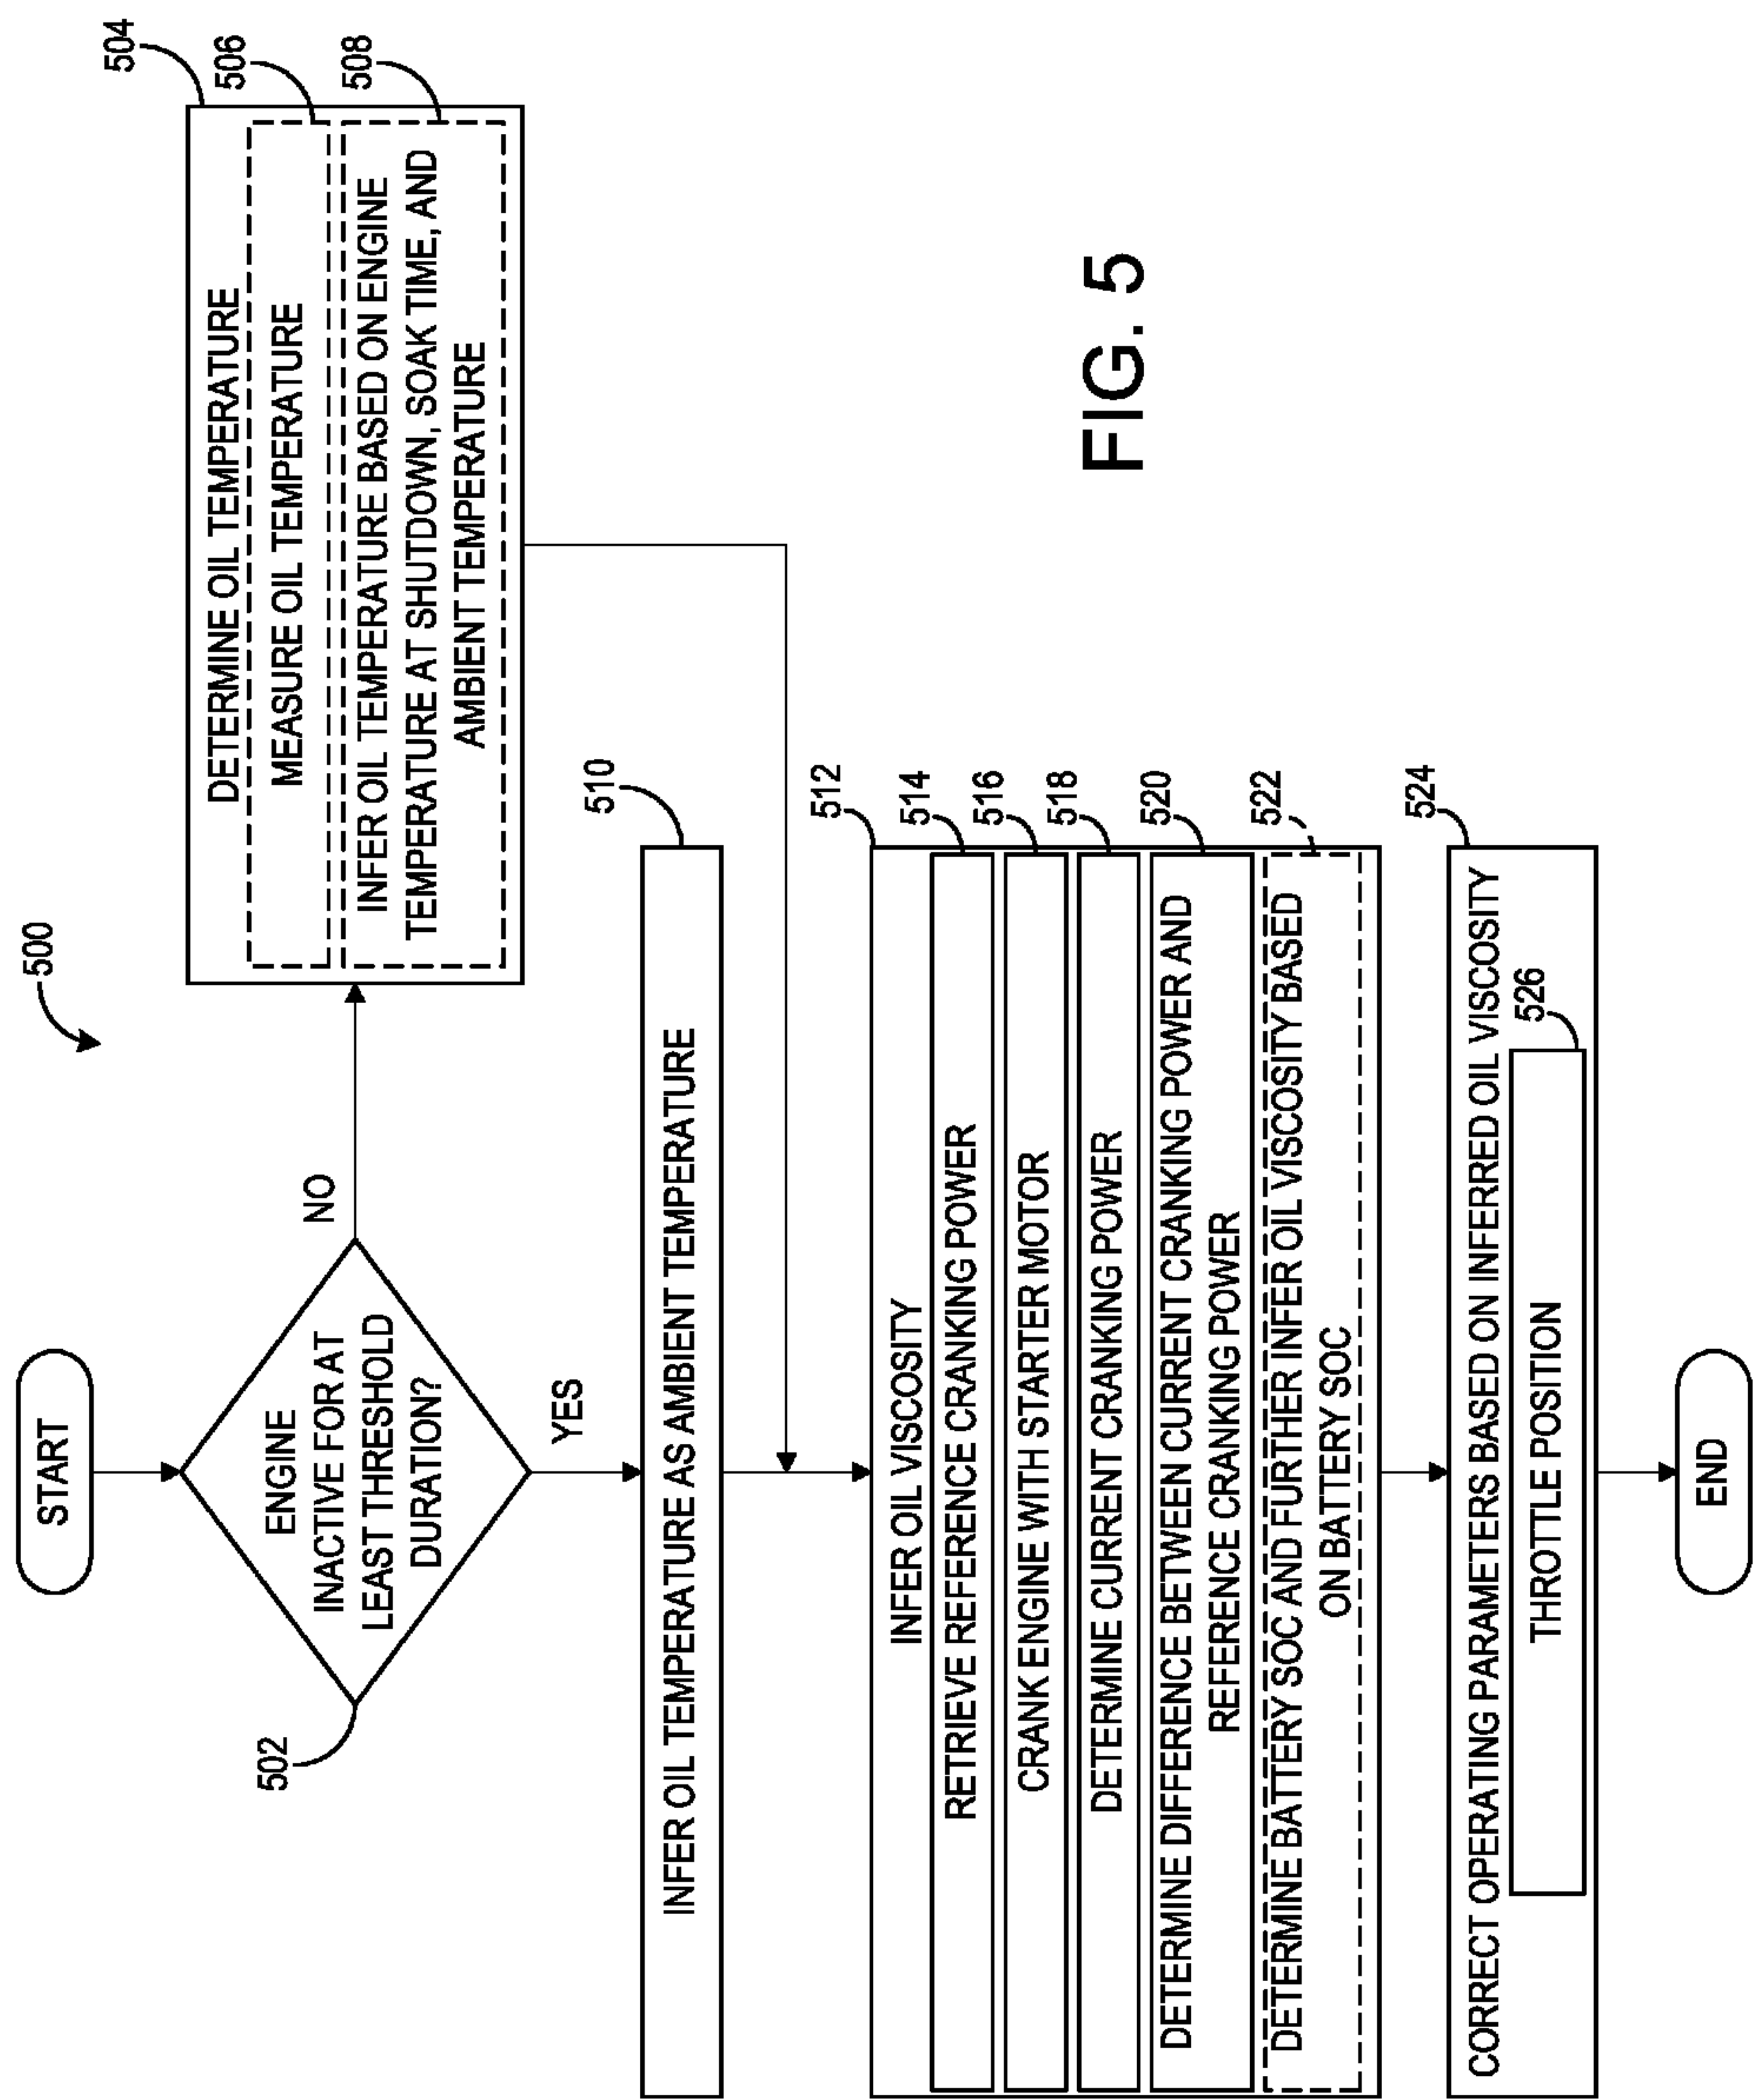 500
START
ENGINE
INACTIVE FOR AT
LEAST THRESHOLD
DURATION?
502
NO
YES
504
DETERMINE OIL TEMPERATURE
506
MEASURE OIL TEMPERATURE
508
INFER OIL TEMPERATURE BASED ON ENGINE
TEMPERATURE AT SHUTDOWN, SOAK TIME, AND
AMBIENT TEMPERATURE
510
INFER OIL TEMPERATURE AS AMBIENT TEMPERATURE
512
INFER OIL VISCOSITY
514
RETRIEVE REFERENCE CRANKING POWER
516
CRANK ENGINE WITH STARTER MOTOR
518
DETERMINE CURRENT CRANKING POWER
520
DETERMINE DIFFERENCE BETWEEN CURRENT CRANKING POWER AND
REFERENCE CRANKING POWER
522
DETERMINE BATTERY SOC AND FURTHER INFER OIL VISCOSITY BASED
ON BATTERY SOC
524
CORRECT OPERATING PARAMETERS BASED ON INFERRED OIL VISCOSITY
526
THROTTLE POSITION
END
FIG. 5